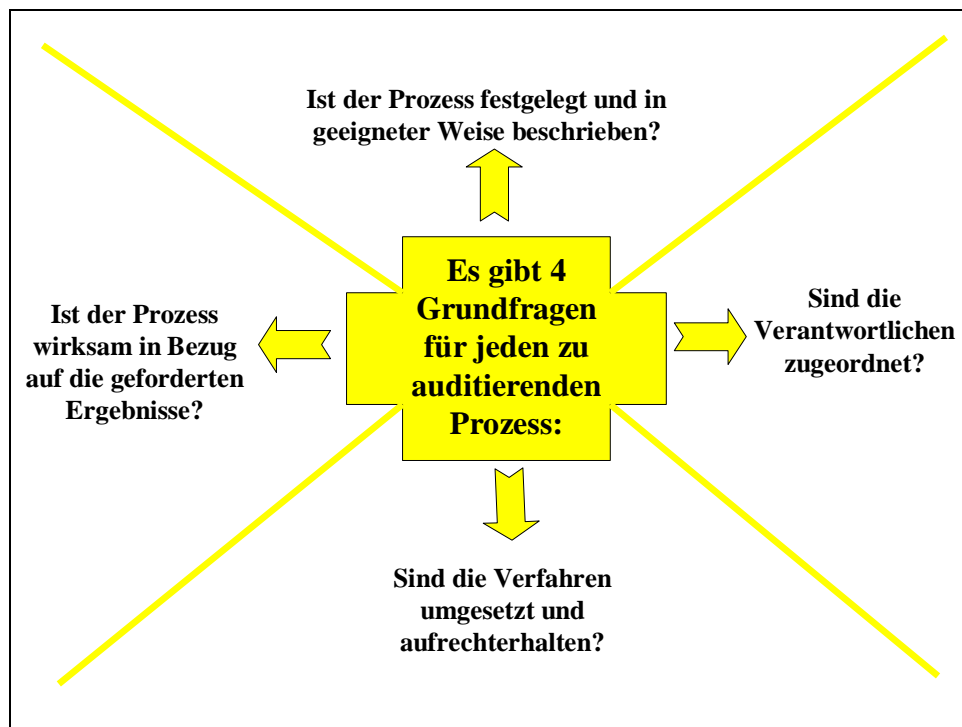 Ist der Prozess festgelegt und in
geeigneter Weise beschrieben?
Es gibt 4
Grundfragen
für jeden zu
auditierenden
Prozess:
Ist der Prozess
wirksam in Bezug
auf die geforderten
Ergebnisse?
Sind die
Verantwortlichen
zugeordnet?
Sind die Verfahren
umgesetzt und
aufrechterhalten?